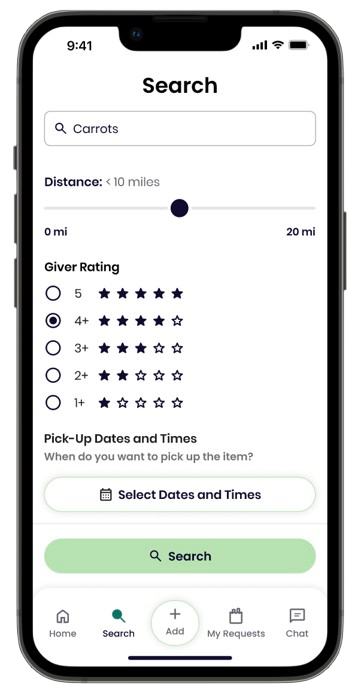 9:41
Search
Carrots
Distance: < 10 miles
0 mi 20 mi
Giver Rating
5
4+
3+
2+
1+
Pick-Up Dates and Times
When do you want to pick up the item?
Select Dates and Times
Search
Home Search Add My Requests Chat